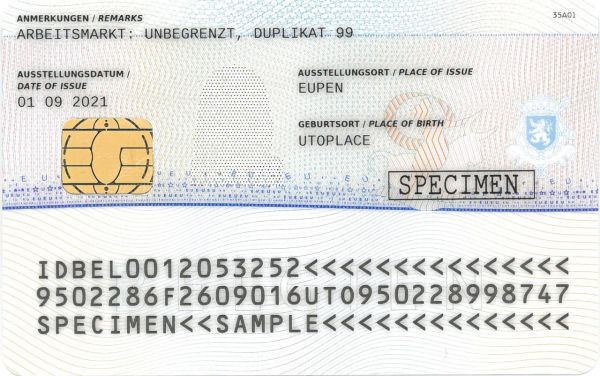 ANMERKUNGEN / REMARKS
35A01
ARBEITSMARKT: UNBEGRENZT, DUPLIKAT 99
AUSSTELLUNGSDATUM /
DATE OF ISSUE
01 09 2021
AUSSTELLUNGSORT / PLACE OF ISSUE
EUPEN
GEBURTSORT / PLACE OF BIRTH
UTOPLACE
SPECIMEN
IDBEL0012053252<<<<<<<<<<<<<<<
9502286F2609016UT0950228998747
SPECIMEN<<SAMPLE<<<<<<<<<<<<<<